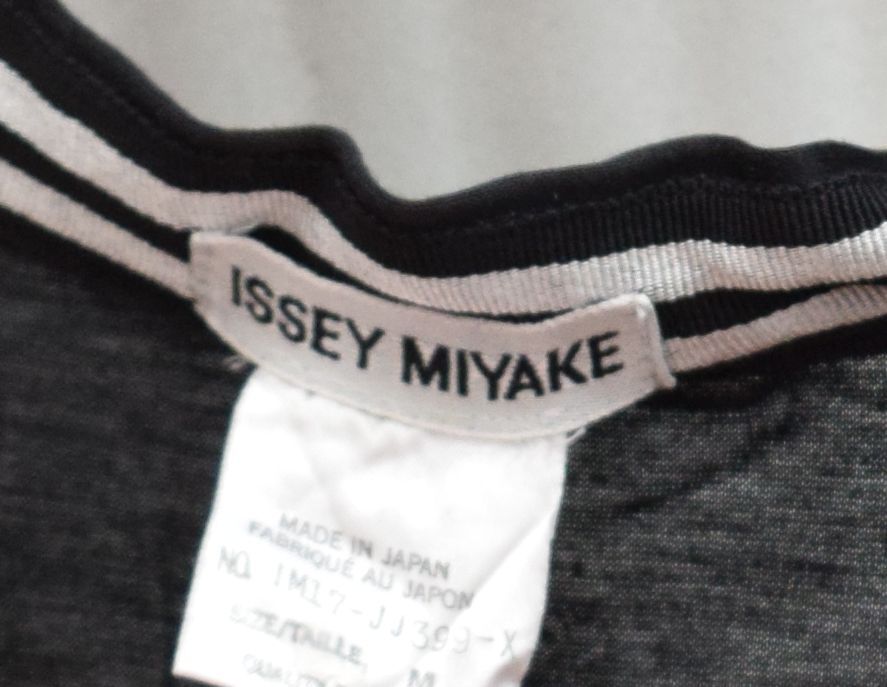 ISSEY MIYAKE
MADE IN JAPAN
FABRIQUÉ AU JAPON
NO. IM17-JJ399-X
SIZE/TAILLE, M